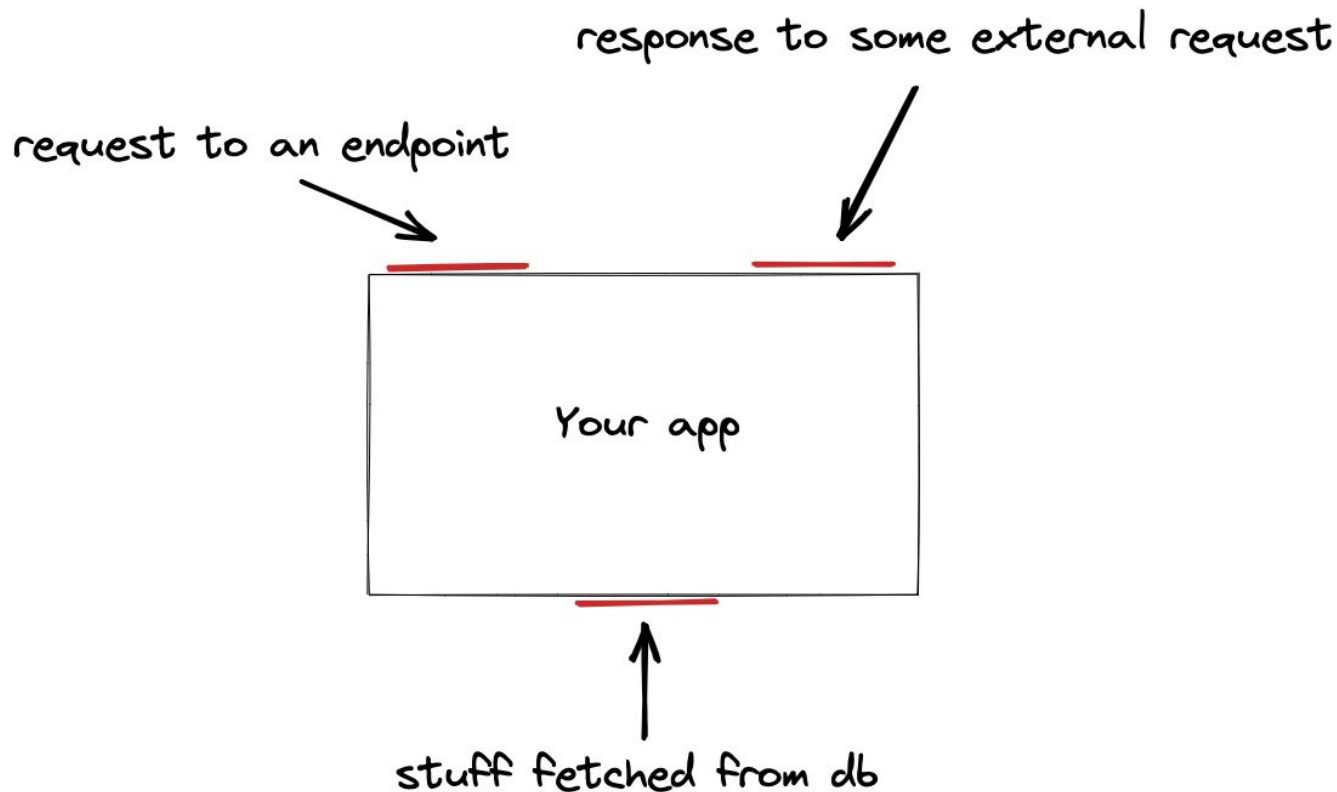 response to some external request
request to an endpoint
Your app
stuff fetched from db